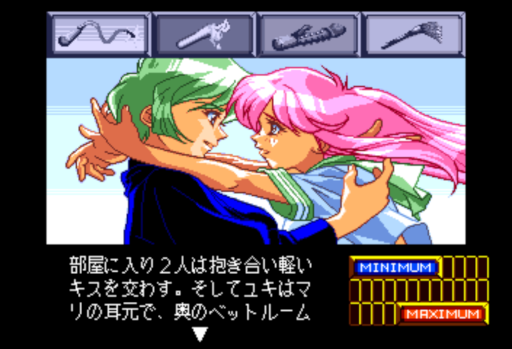 部屋に入り2人は抱き合い軽い
キスを交わす。そしてユキはマ
リの耳元で、奥のベットルーム
MINIMUM
MAXIMUM